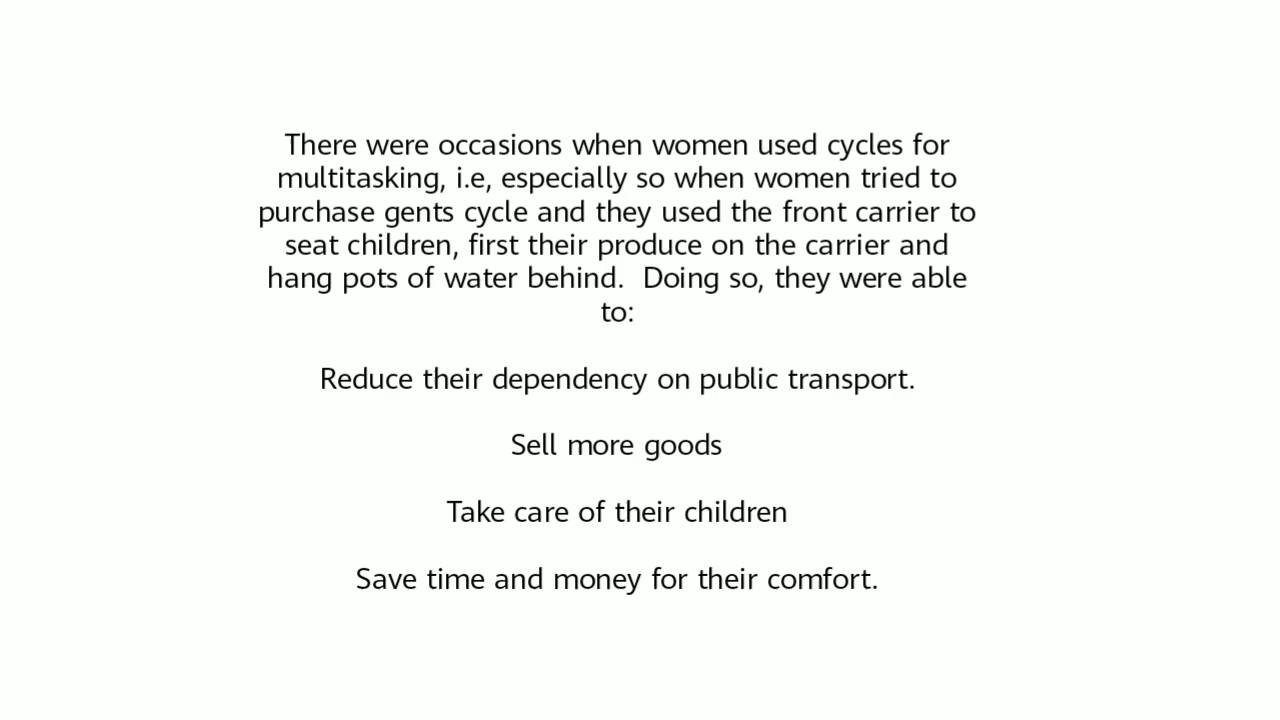 There were occasions when women used cycles for
multitasking, i.e, especially so when women tried to
purchase gents cycle and they used the front carrier to
seat children, first their produce on the carrier and
hang pots of water behind.  Doing so, they were able
to:
Reduce their dependency on public transport.
Sell more goods
Take care of their children
Save time and money for their comfort.